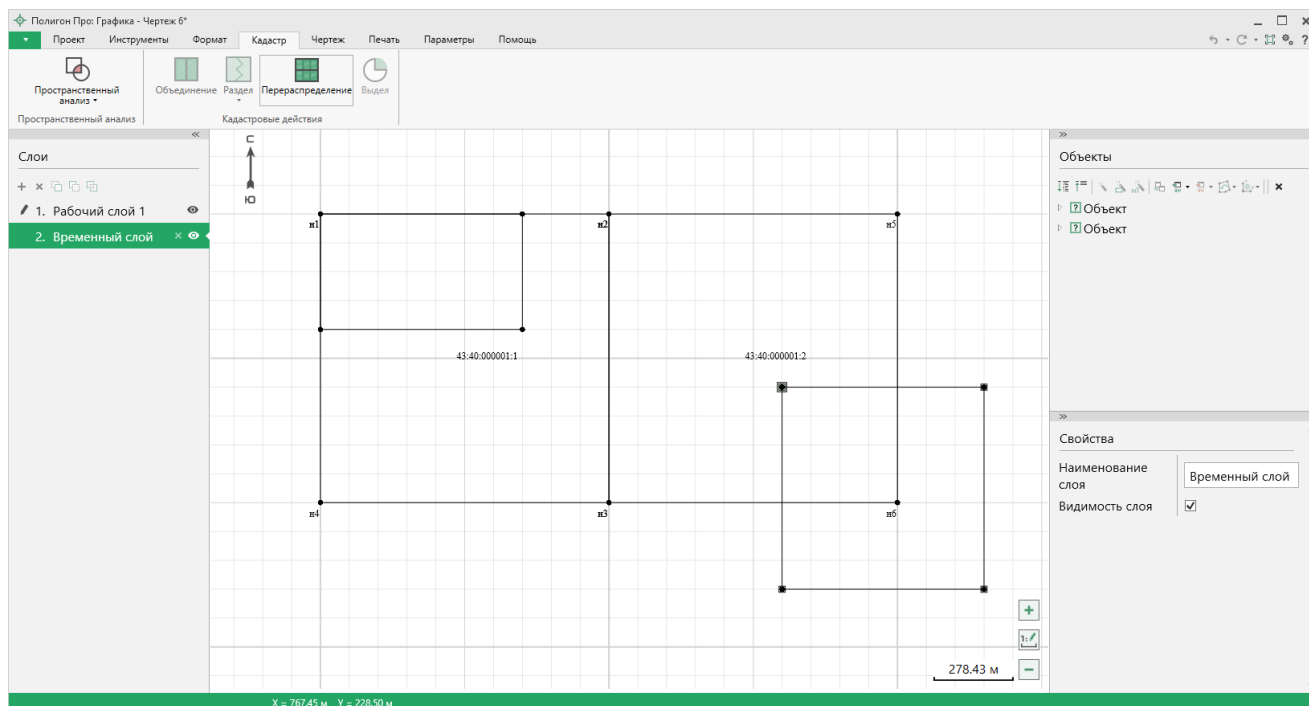 Полигон Про: Графика - Чертеж 6*
Проект Инструменты Формат Кадастр Чертеж Печать Параметры Помощь
Пространственный анализ
Объединение Раздел Перераспределение Выдел
Пространственный анализ Кадастровые действия
Слои
1. Рабочий слой 1
2. Временный слой
С
Ю
н1 н2 н5
43:40:000001:1 43:40:000001:2
н4 н3 н6
278.43 м
Объекты
Объект
Объект
Свойства
Наименование слоя
Временный слой
Видимость слоя
X = 767.45 м Y = 228.50 м